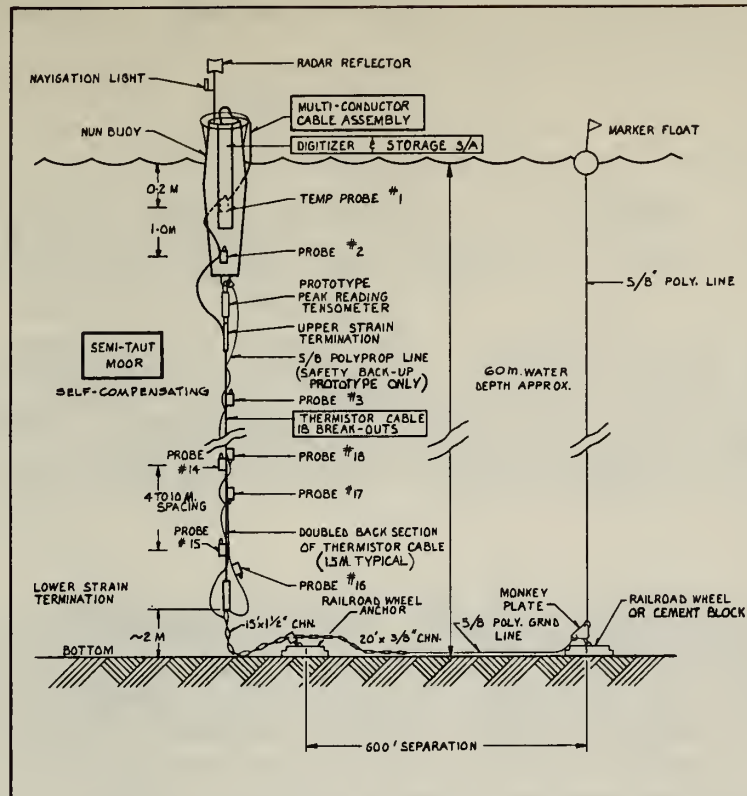 RADAR REFLECTOR
NAVIGATION LIGHT
MULTI-CONDUCTOR
CABLE ASSEMBLY
NUN BUOY
MARKER FLOAT
DIGITIZER & STORAGE S/A
0.2 M
TEMP PROBE #1
1.0M
PROBE #2
PROTOTYPE
PEAK READING
TENSOMETER
5/8" POLY. LINE
UPPER STRAIN
TERMINATION
SEMI-TAUT
MOOR
5/8 POLYPROP LINE
(SAFETY BACK-UP
PROTOTYPE ONLY)
60m. WATER
DEPTH APPROX.
SELF-COMPENSATING
PROBE #3
THERMISTOR CABLE
18 BREAK-OUTS
PROBE
#14
PROBE #18
4 TO 10 M.
SPACING
PROBE #17
PROBE
#15
DOUBLED BACK SECTION
OF THERMISTOR CABLE
(1.5M. TYPICAL)
PROBE #16
LOWER STRAIN
TERMINATION
RAILROAD WHEEL
ANCHOR
MONKEY
PLATE
RAILROAD WHEEL
OR CEMENT BLOCK
15'x1 1/2" CHN.
20' x 3/8" CHN.
5/8 POLY. GRND
LINE
~2 M
BOTTOM
600' SEPARATION